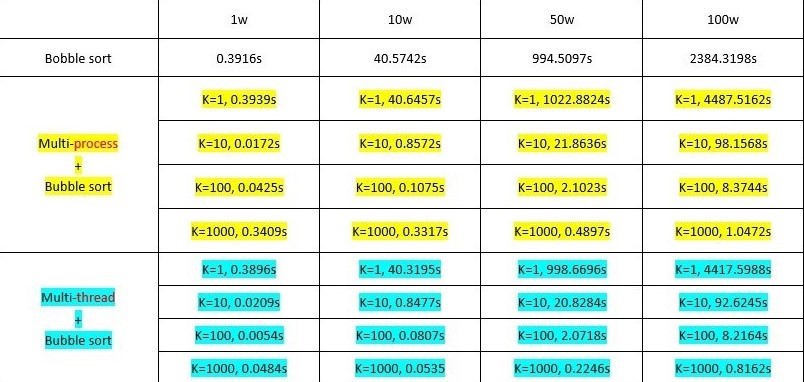 1w 10w 50w 100w
Bobble sort 0.3916s 40.5742s 994.5097s 2384.3198s
K=1, 0.3939s K=1, 40.6457s K=1, 1022.8824s K=1, 4487.5162s
Multi-process
+
Bubble sort
K=10, 0.0172s K=10, 0.8572s K=10, 21.8636s K=10, 98.1568s
K=100, 0.0425s K=100, 0.1075s K=100, 2.1023s K=100, 8.3744s
K=1000, 0.3409s K=1000, 0.3317s K=1000, 0.4897s K=1000, 1.0472s
K=1, 0.3896s K=1, 40.3195s K=1, 998.6696s K=1, 4417.5988s
Multi-thread
+
Bubble sort
K=10, 0.0209s K=10, 0.8477s K=10, 20.8284s K=10, 92.6245s
K=100, 0.0054s K=100, 0.0807s K=100, 2.0718s K=100, 8.2164s
K=1000, 0.0484s K=1000, 0.0535 K=1000, 0.2246s K=1000, 0.8162s